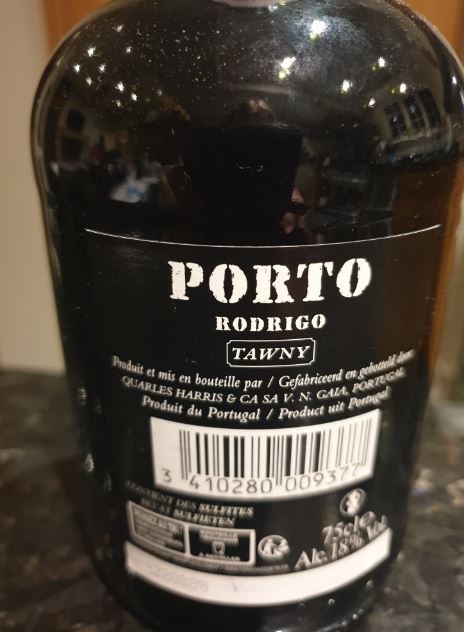 PORTO
RODRIGO
TAWNY
Produit et mis en bouteille par / Gefabriceerd en gebotteld door:
QUARLES HARRIS & CA SA V. N. GAIA, PORTUGAL
Produit du Portugal / Product uit Portugal
3 410280 009377
CONTIENT DES SULFITES
BEVAT SULFIETEN
75cl e
Alc. 18% Vol.